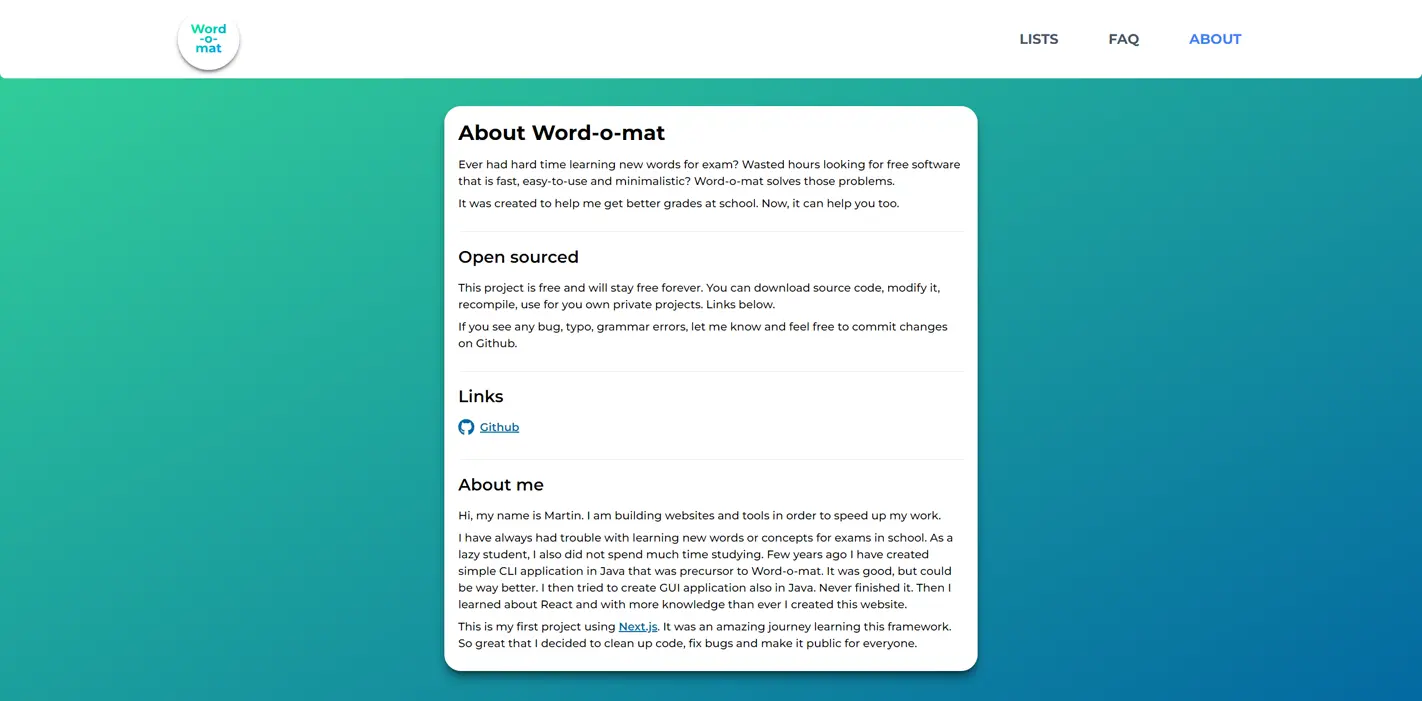 Word
-o-
mat
LISTS
FAQ
ABOUT
About Word-o-mat
Ever had hard time learning new words for exam? Wasted hours looking for free software
that is fast, easy-to-use and minimalistic? Word-o-mat solves those problems.
It was created to help me get better grades at school. Now, it can help you too.
Open sourced
This project is free and will stay free forever. You can download source code, modify it,
recompile, use for you own private projects. Links below.
If you see any bug, typo, grammar errors, let me know and feel free to commit changes
on Github.
Links
Github
About me
Hi, my name is Martin. I am building websites and tools in order to speed up my work.
I have always had trouble with learning new words or concepts for exams in school. As a
lazy student, I also did not spend much time studying. Few years ago I have created
simple CLI application in Java that was precursor to Word-o-mat. It was good, but could
be way better. I then tried to create GUI application also in Java. Never finished it. Then I
learned about React and with more knowledge than ever I created this website.
This is my first project using Next.js. It was an amazing journey learning this framework.
So great that I decided to clean up code, fix bugs and make it public for everyone.